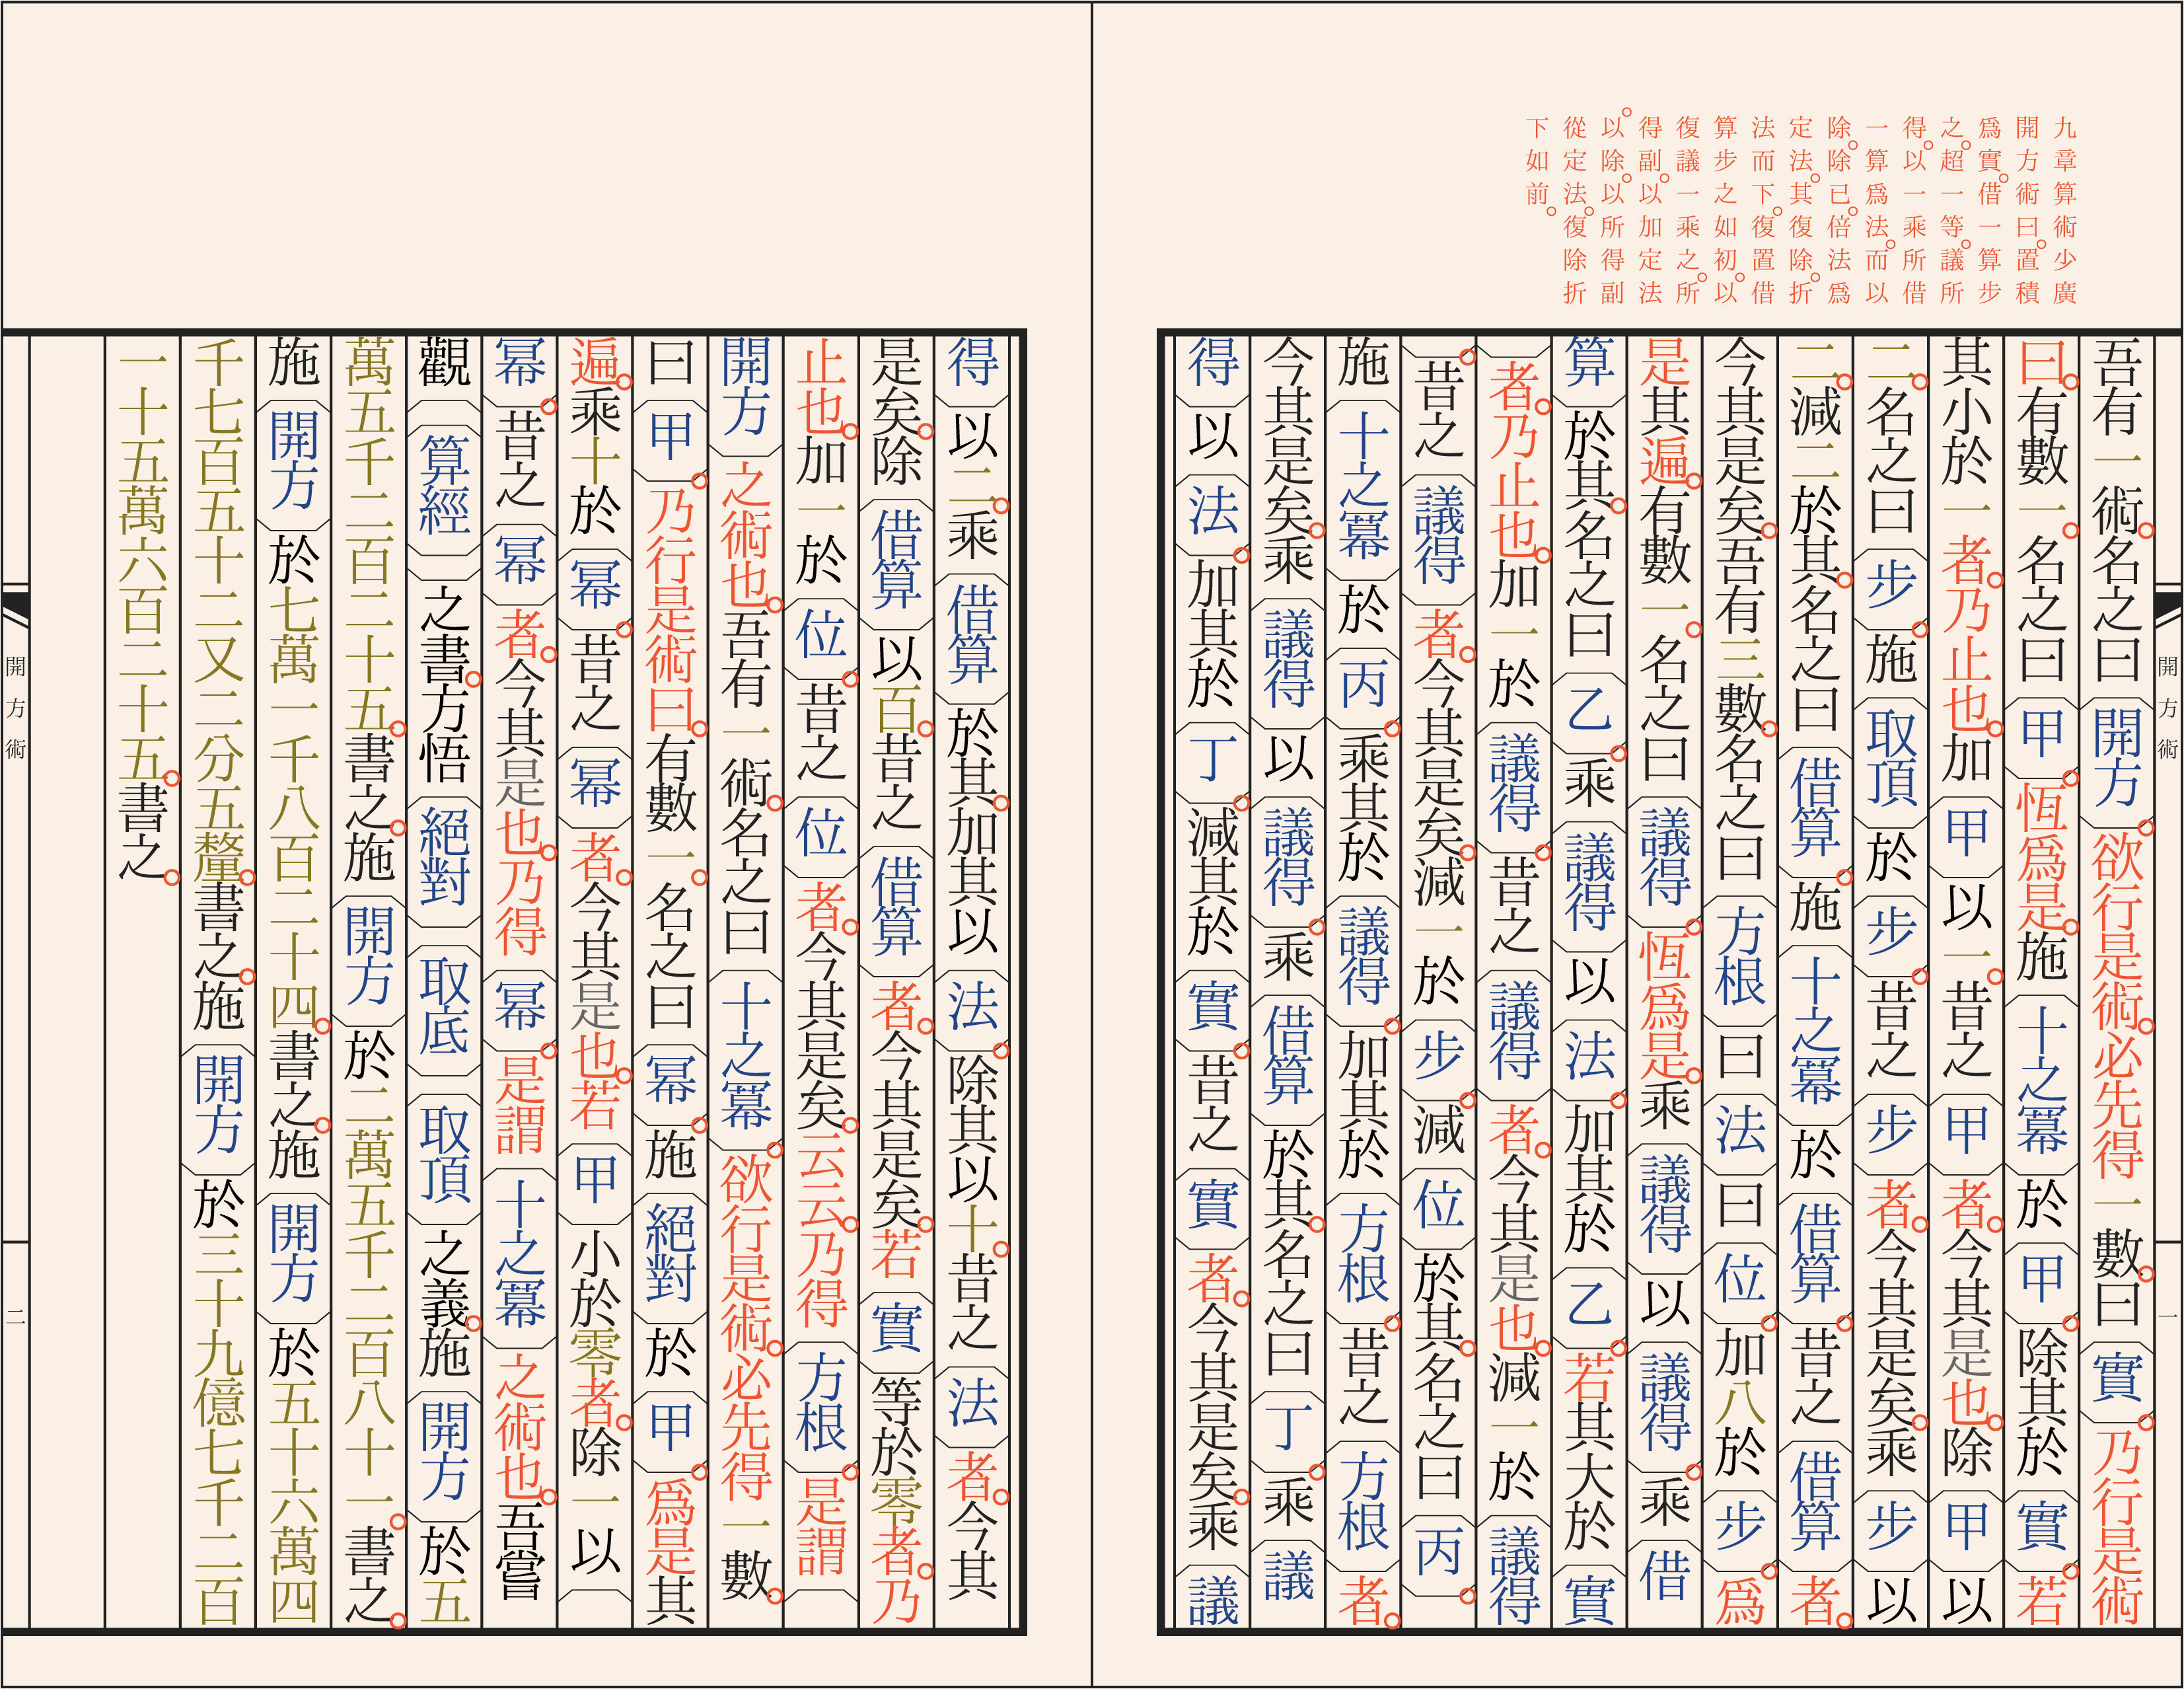 九章算術少廣
開方術曰。置積
爲實。借一算步
之。超一等。議所
得。以一乘所借
一算爲法。而以
除。除已。倍法爲
定法。其復除。折
法而下。復置借
算步之如初。以
復議一乘之。所
得副。以加定法
。以除。以所得副
從定法。復除折
下如前。
吾有一術。名之曰開方。欲行是術。必先得一數。曰實。乃行是術
曰。有數一。名之曰甲。恆爲是。施十之冪於甲。除其於實。若
其小於一者。乃止也。加甲以一。昔之甲者。今其是也。除甲以
二。名之曰步。施取頂於步。昔之步者。今其是矣。乘步以
二。減二於其。名之曰借算。施十之冪於借算。昔之借算者。
今其是矣。吾有三數。名之曰方根曰法曰位。加八於步。爲
是其遍。有數一。名之曰議得。恆爲是。乘議得以議得。乘借
算於其。名之曰乙。乘議得以法。加其於乙。若其大於實
者。乃止也。加一於議得。昔之議得者。今其是也。減一於議得
。昔之議得者。今其是矣。減一於步。減位於其。名之曰丙。
施十之冪於丙。乘其於議得。加其於方根。昔之方根者。
今其是矣。乘議得以議得。乘借算於其。名之曰丁。乘議
得以法。加其於丁。減其於實。昔之實者。今其是矣。乘議
開方術
一
得以二。乘借算於其。加其以法。除其以十。昔之法者。今其
是矣。除借算以百。昔之借算者。今其是矣。若實等於零者。乃
止也。加一於位。昔之位者。今其是矣。云云。乃得方根。是謂
開方之術也。吾有一術。名之曰十之冪。欲行是術。必先得一數。
曰甲。乃行是術曰。有數一。名之曰幂。施絕對於甲。爲是其
遍。乘十於幂。昔之幂者。今其是也。若甲小於零者。除一以
幂。昔之幂者。今其是也。乃得幂。是謂十之冪之術也。吾嘗
觀算經之書。方悟絕對取底取頂之義。施開方於五
萬五千二百二十五。書之。施開方於二萬五千二百八十一。書之。
施開方於七萬一千八百二十四。書之。施開方於五十六萬四
千七百五十二又二分五釐。書之。施開方於三十九億七千二百
一十五萬六百二十五。書之。
開方術
二